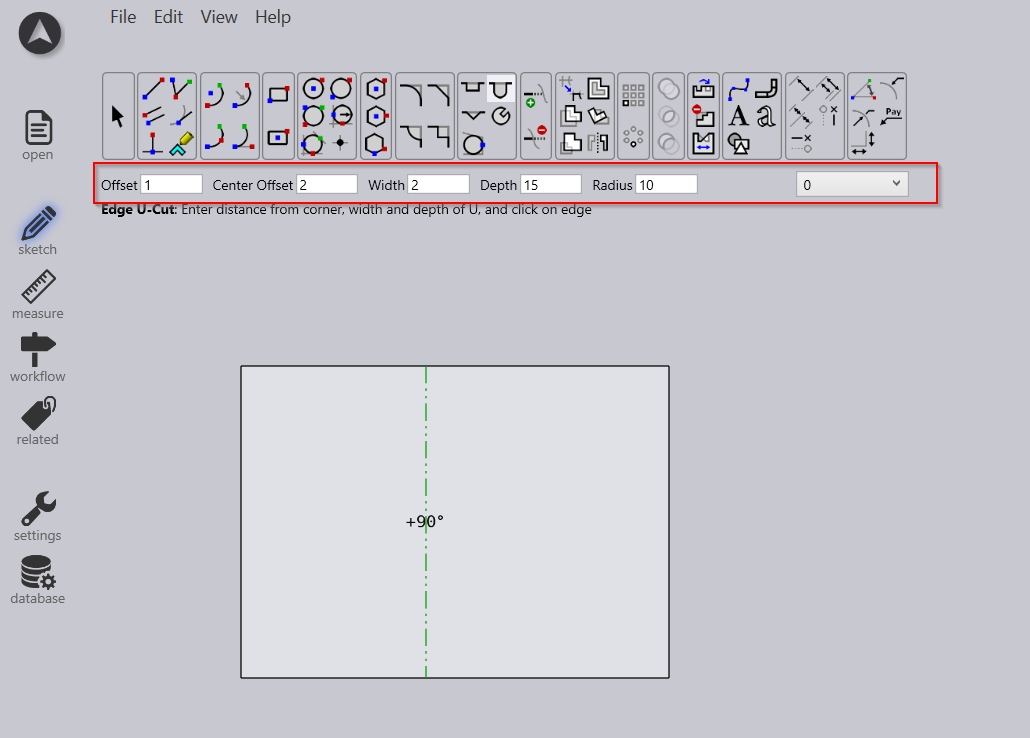 File Edit View Help
open
sketch
measure
workflow
related
settings
database
A a
Pay
Offset 1 Center Offset 2 Width 2 Depth 15 Radius 10 0
Edge U-Cut: Enter distance from corner, width and depth of U, and click on edge
+90°